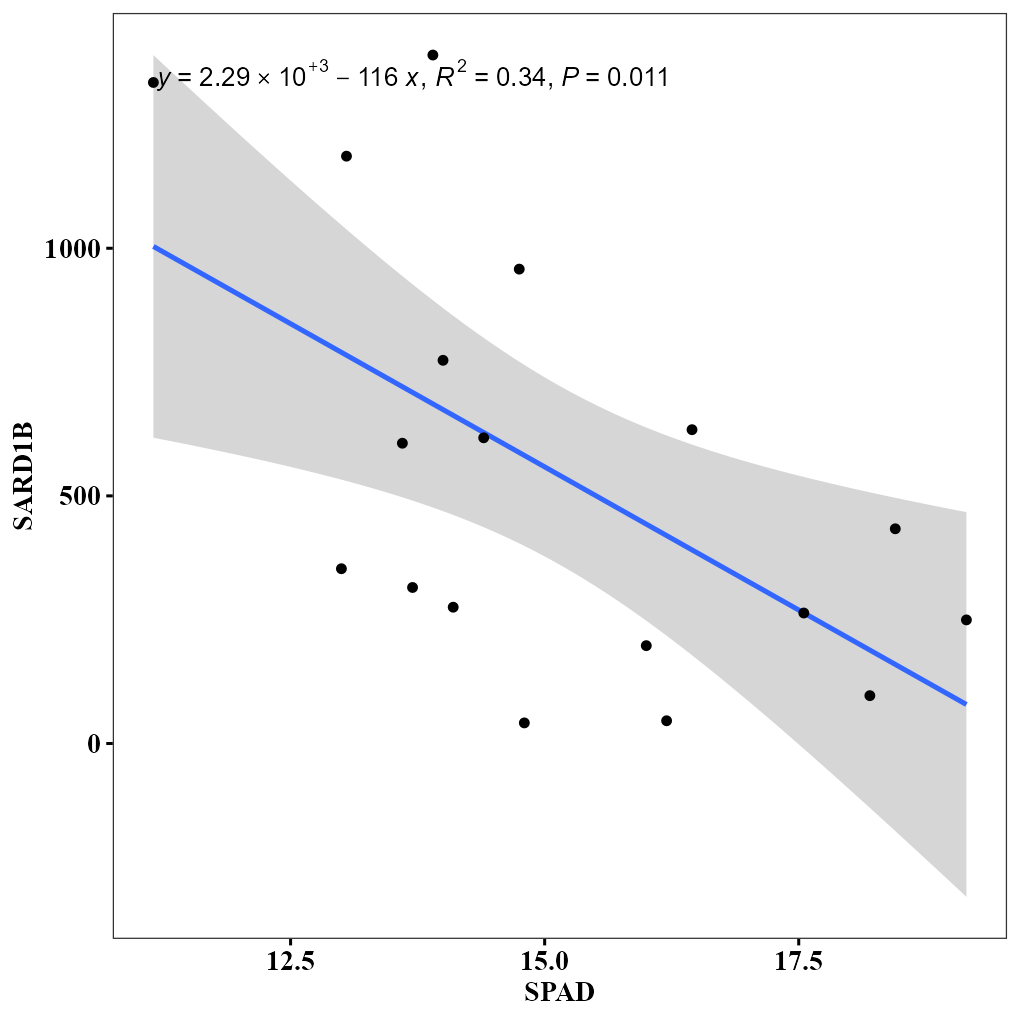 y = 2.29 × 10⁺³ − 116 x, R² = 0.34, P = 0.011
1000
500
0
SARD1B
12.5 15.0 17.5
SPAD